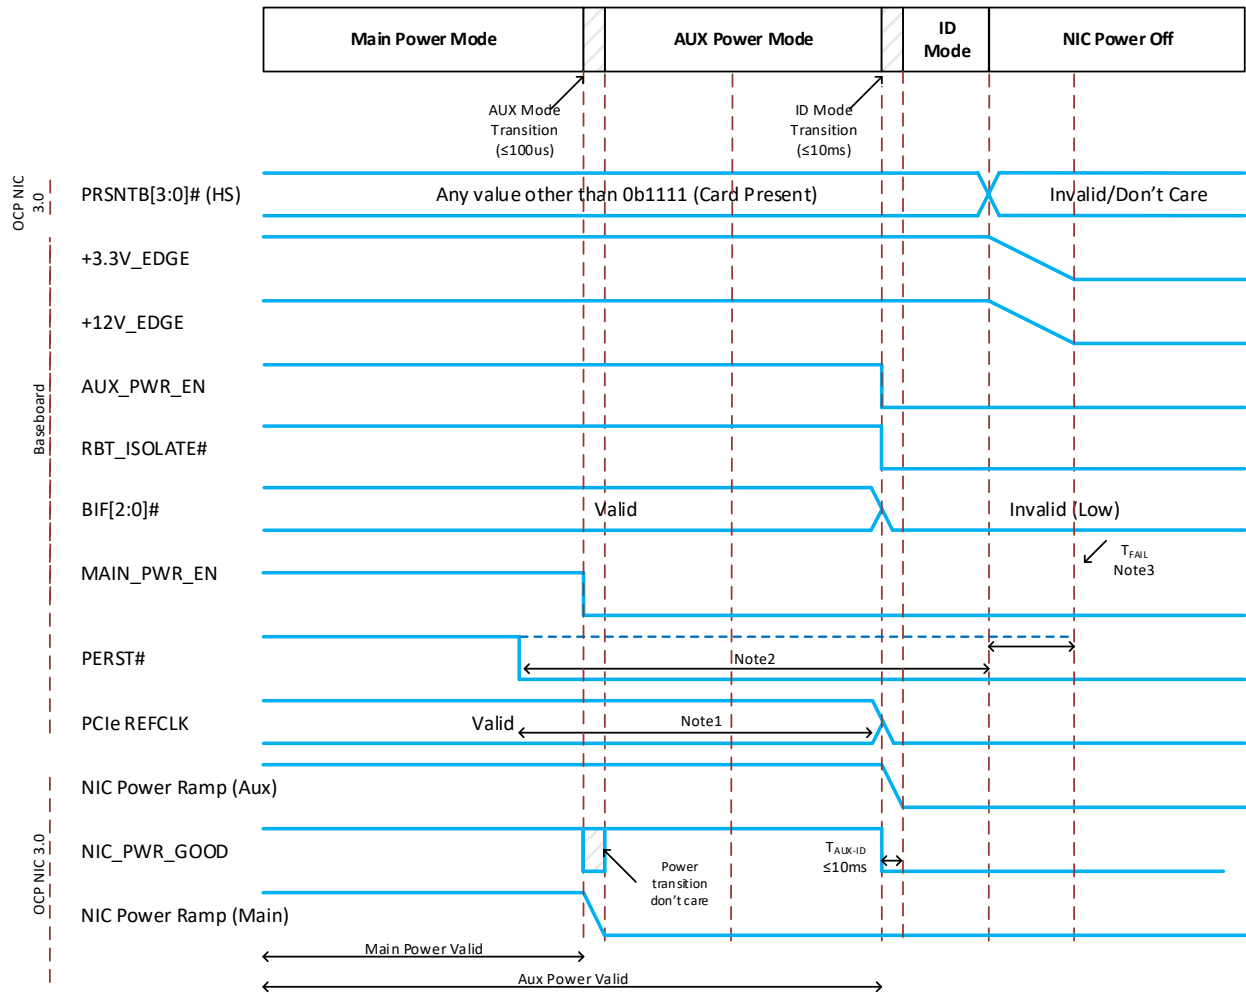 Main Power Mode
AUX Power Mode
ID
Mode
NIC Power Off
AUX Mode
Transition
(≤100us)
ID Mode
Transition
(≤10ms)
OCP NIC
3.0
PRSNTB[3:0]# (HS)
Any value other than 0b1111 (Card Present)
Invalid/Don't Care
Baseboard
+3.3V_EDGE
+12V_EDGE
AUX_PWR_EN
RBT_ISOLATE#
BIF[2:0]#
Valid
Invalid (Low)
TFAIL
Note3
MAIN_PWR_EN
PERST#
Note2
PCIe REFCLK
Valid
Note1
OCP NIC 3.0
NIC Power Ramp (Aux)
NIC_PWR_GOOD
Power
transition
don't care
TAUX-ID
≤10ms
NIC Power Ramp (Main)
Main Power Valid
Aux Power Valid